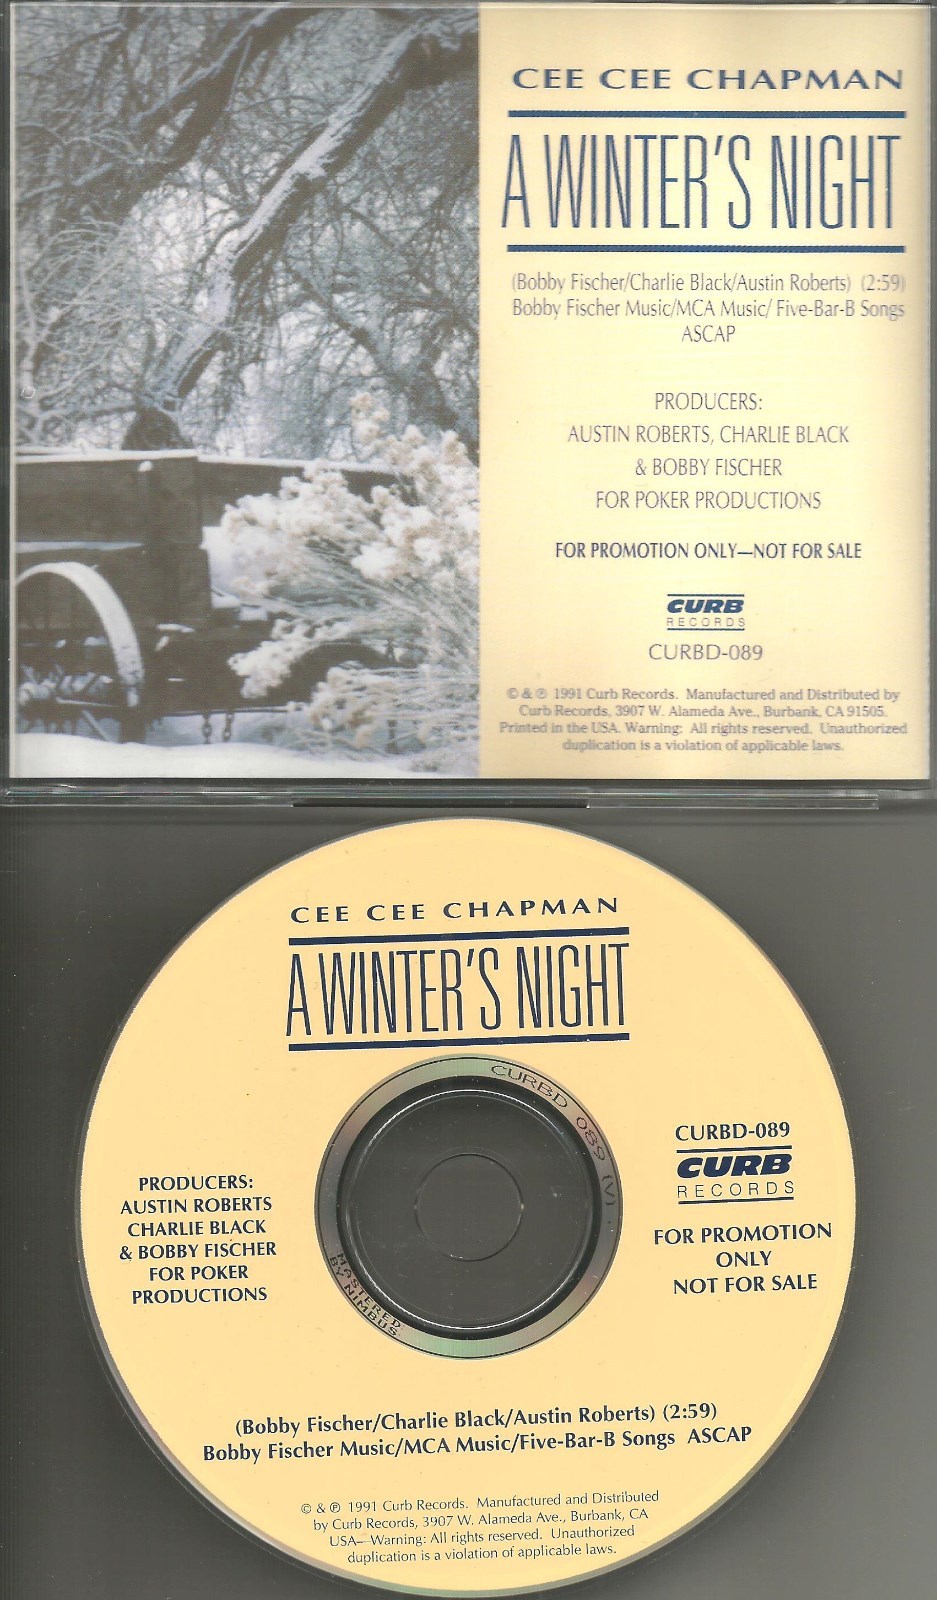 CEE CEE CHAPMAN
A WINTER'S NIGHT
(Bobby Fischer/Charlie Black/Austin Roberts) (2:59)
Bobby Fischer Music/MCA Music/ Five-Bar-B Songs
ASCAP
PRODUCERS:
AUSTIN ROBERTS, CHARLIE BLACK
& BOBBY FISCHER
FOR POKER PRODUCTIONS
FOR PROMOTION ONLY—NOT FOR SALE
CURB
RECORDS
CURBD-089
© & ℗ 1991 Curb Records. Manufactured and Distributed by
Curb Records, 3907 W. Alameda Ave., Burbank, CA 91505.
Printed in the USA. Warning: All rights reserved. Unauthorized
duplication is a violation of applicable laws.
CEE CEE CHAPMAN
A WINTER'S NIGHT
CURBD 089 (V)
MASTERED
BY NIMBUS
PRODUCERS:
AUSTIN ROBERTS
CHARLIE BLACK
& BOBBY FISCHER
FOR POKER
PRODUCTIONS
CURBD-089
CURB
RECORDS
FOR PROMOTION
ONLY
NOT FOR SALE
(Bobby Fischer/Charlie Black/Austin Roberts) (2:59)
Bobby Fischer Music/MCA Music/Five-Bar-B Songs ASCAP
© & ℗ 1991 Curb Records. Manufactured and Distributed
by Curb Records, 3907 W. Alameda Ave., Burbank, CA
USA—Warning: All rights reserved. Unauthorized
duplication is a violation of applicable laws.